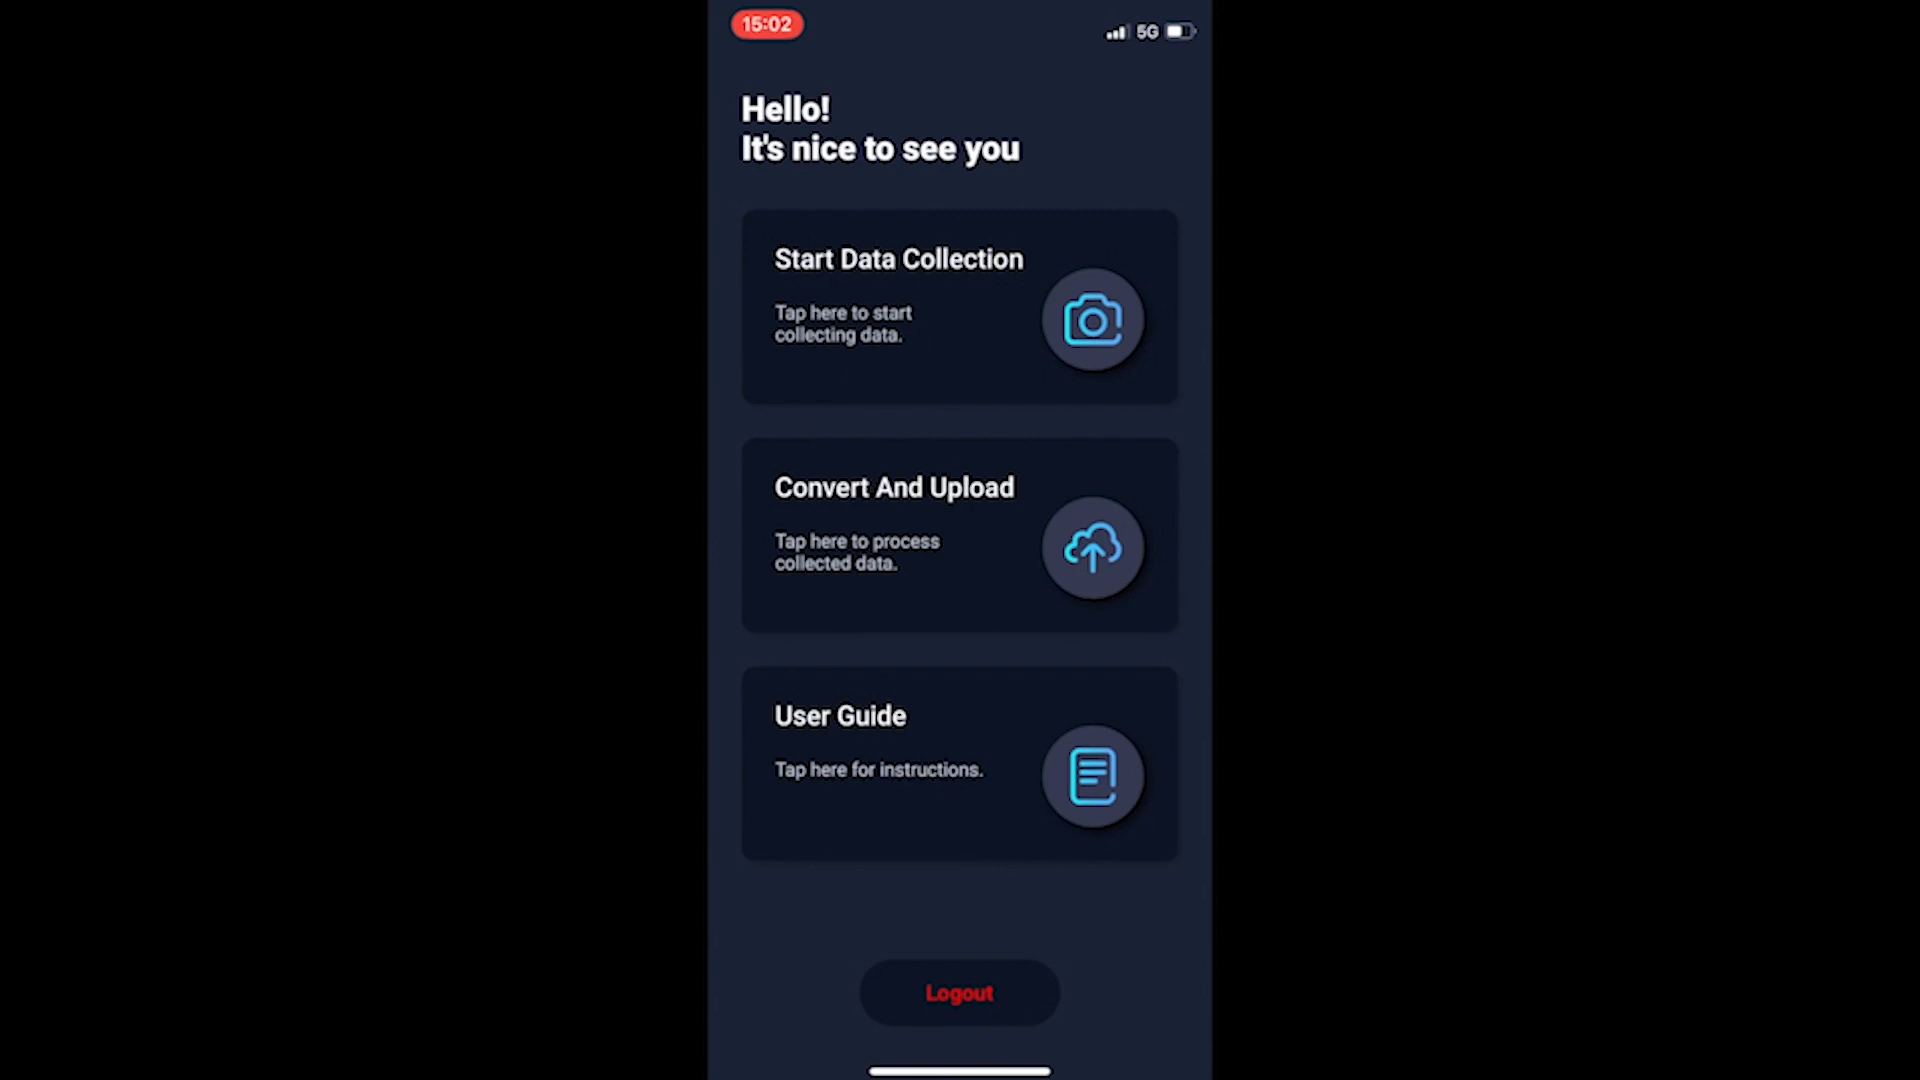 15:02
5G
Hello!
It's nice to see you
Start Data Collection
Tap here to start
collecting data.
Convert And Upload
Tap here to process
collected data.
User Guide
Tap here for instructions.
Logout